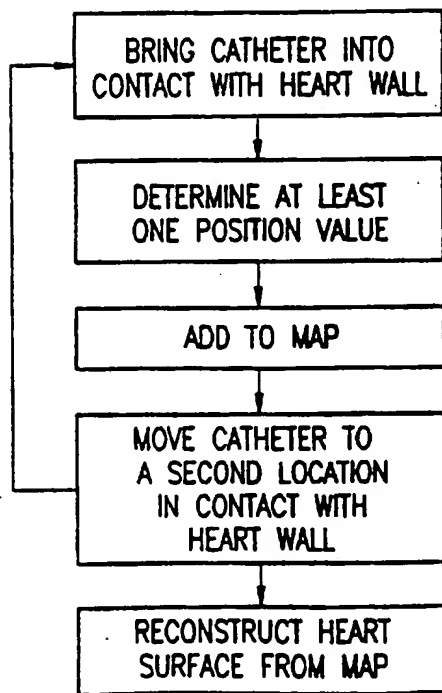 BRING CATHETER INTO
CONTACT WITH HEART WALL
DETERMINE AT LEAST
ONE POSITION VALUE
ADD TO MAP
MOVE CATHETER TO
A SECOND LOCATION
IN CONTACT WITH
HEART WALL
RECONSTRUCT HEART
SURFACE FROM MAP